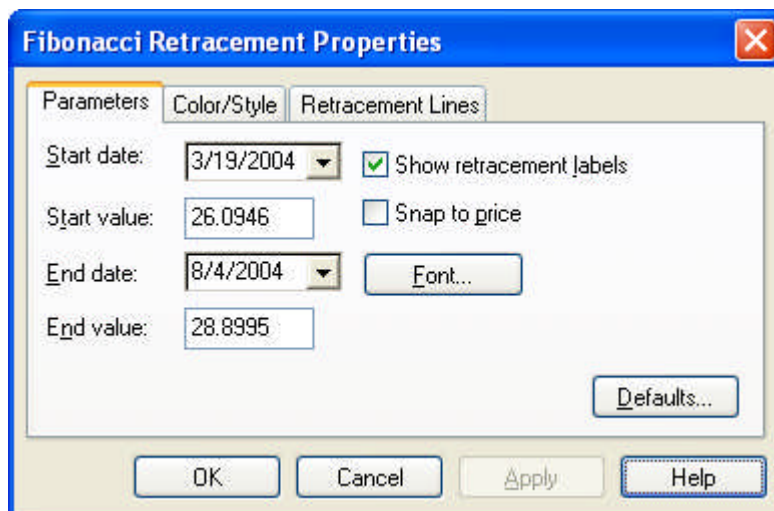 Fibonacci Retracement Properties
Parameters Color/Style Retracement Lines
Start date: 3/19/2004 Show retracement labels
Start value: 26.0946 Snap to price
End date: 8/4/2004 Font...
End value: 28.8995
Defaults...
OK Cancel Apply Help